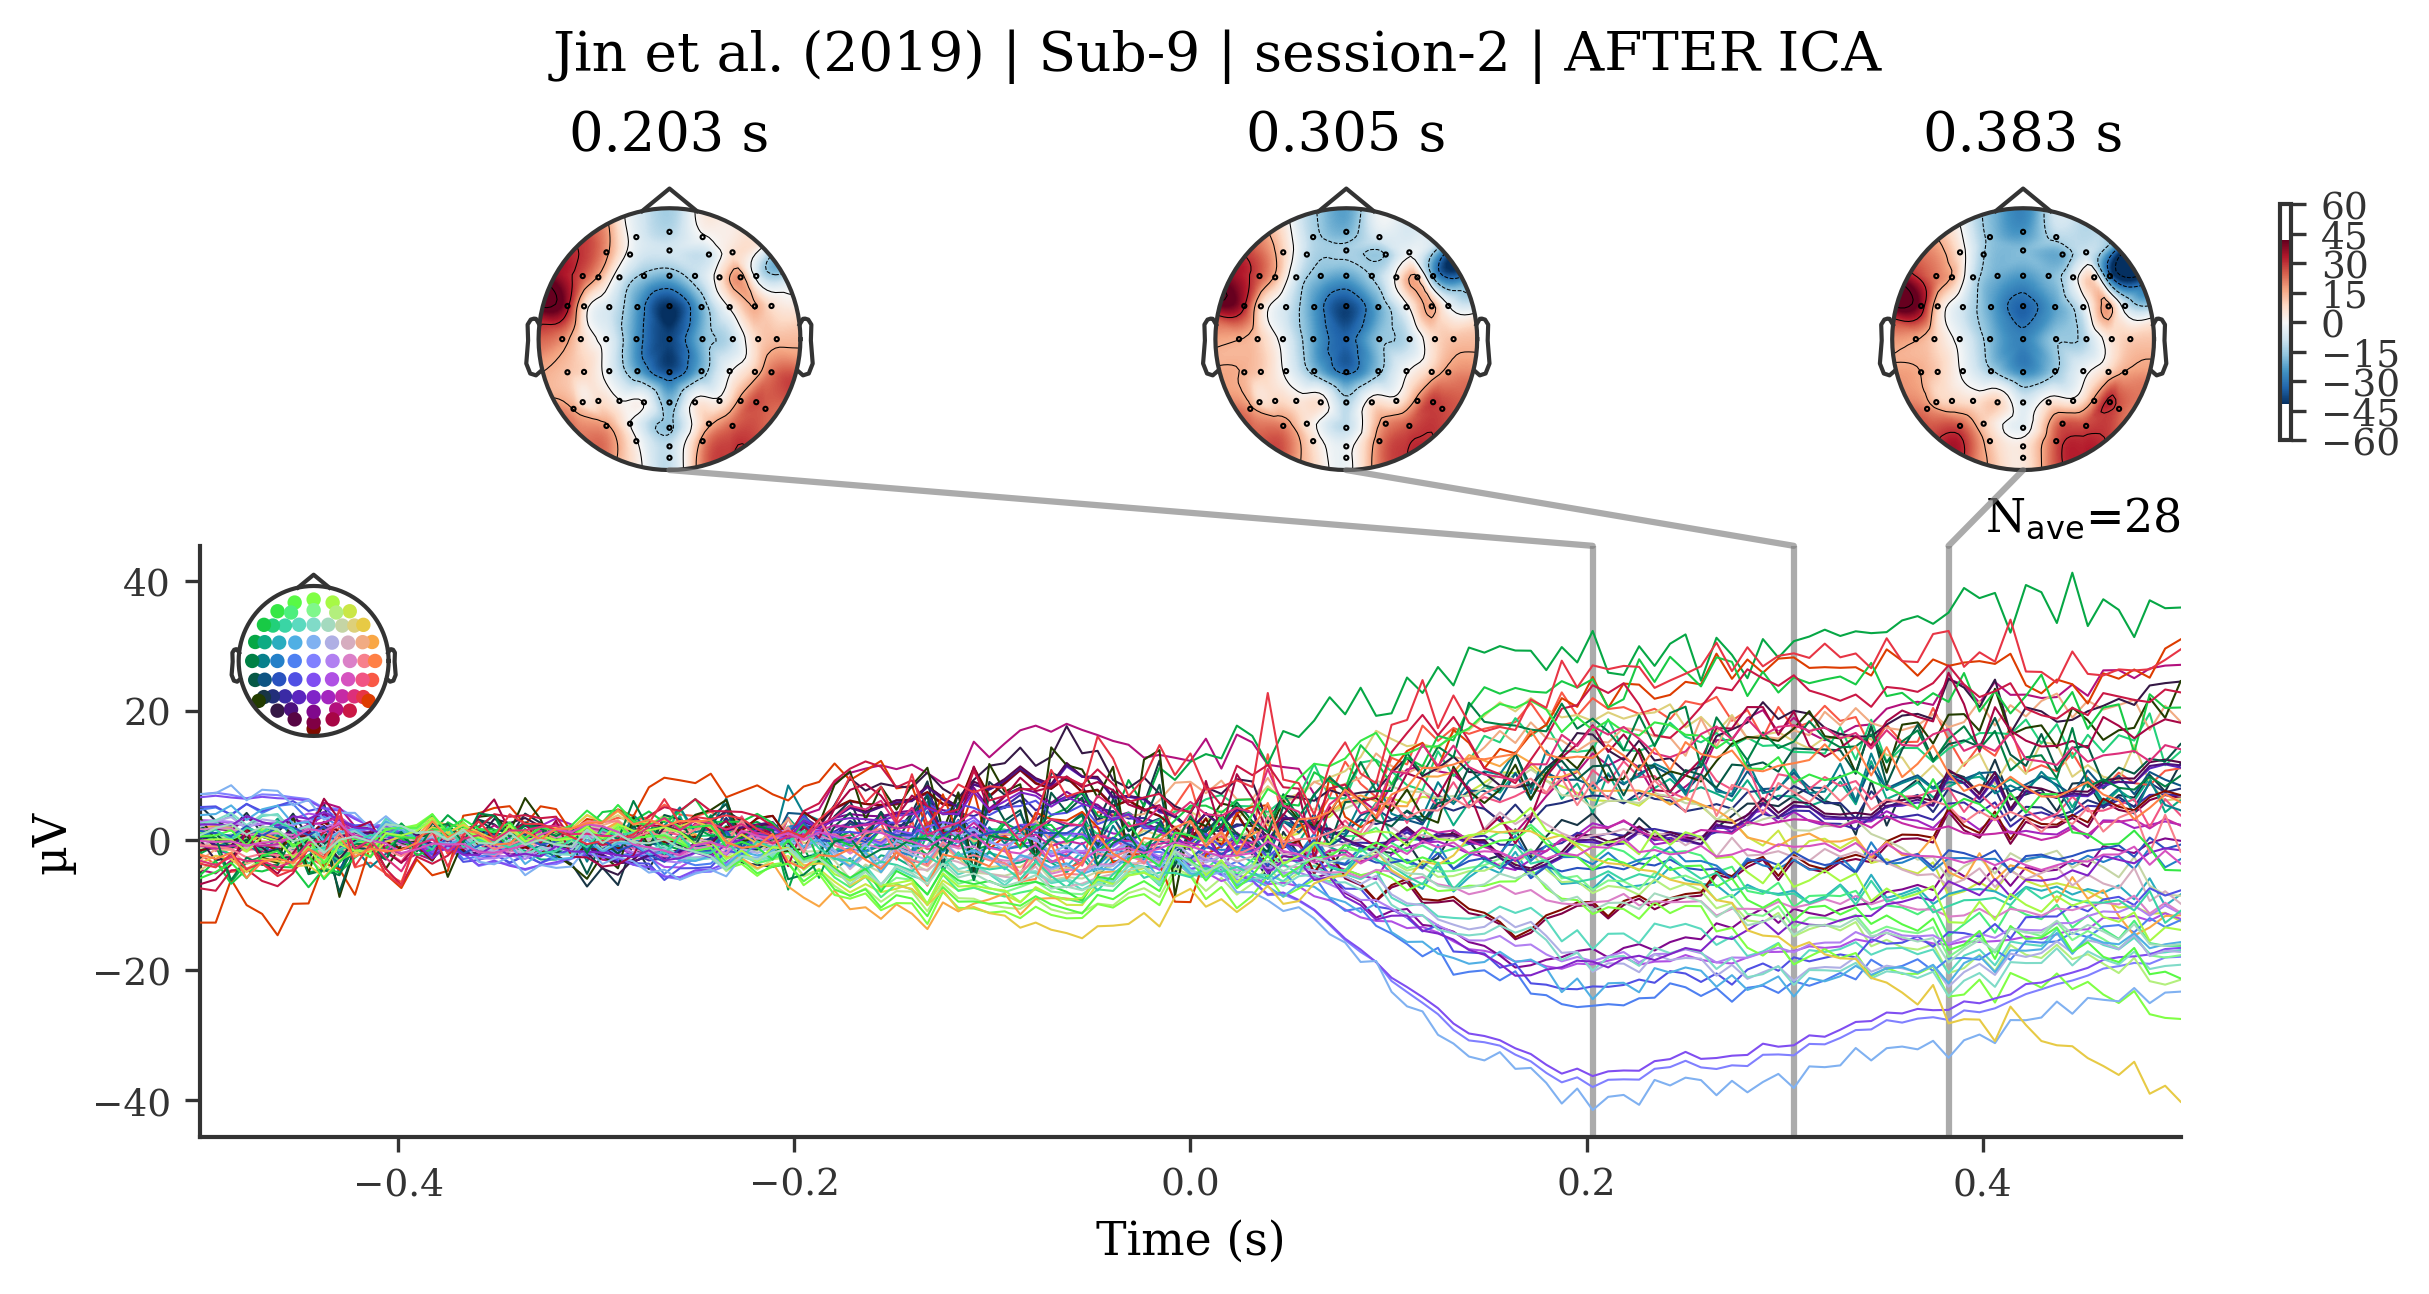 Jin et al. (2019) | Sub-9 | session-2 | AFTER ICA
0.203 s
0.305 s
0.383 s
60
45
30
15
0
−15
−30
−45
−60
Nave=28
40
20
0
−20
−40
µV
−0.4
−0.2
0.0
0.2
0.4
Time (s)